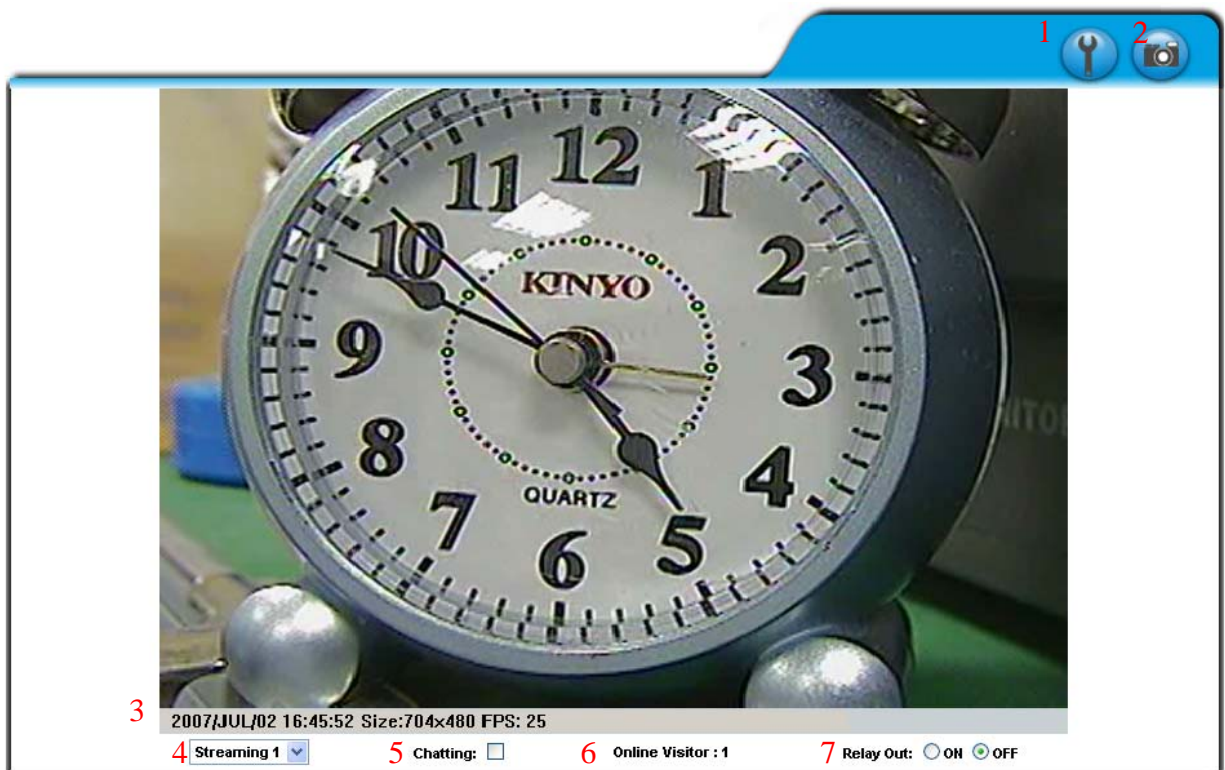 1
2
12
11
1
10
2
KINYO
9
3
8
4
QUARTZ
7
5
6
3
2007/JUL/02 16:45:52 Size:704x480 FPS: 25
4 Streaming 1
5 Chatting:
6 Online Visitor : 1
7 Relay Out: ON OFF